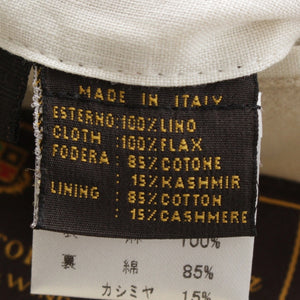 MADE IN ITALY
ESTERNO:100%LINO
CLOTH :100%FLAX
FODERA : 85%COTONE
: 15%KASHMIR
LINING : 85%COTTON
: 15%CASHMERE
100%
裏 綿 85%
カシミヤ 15%